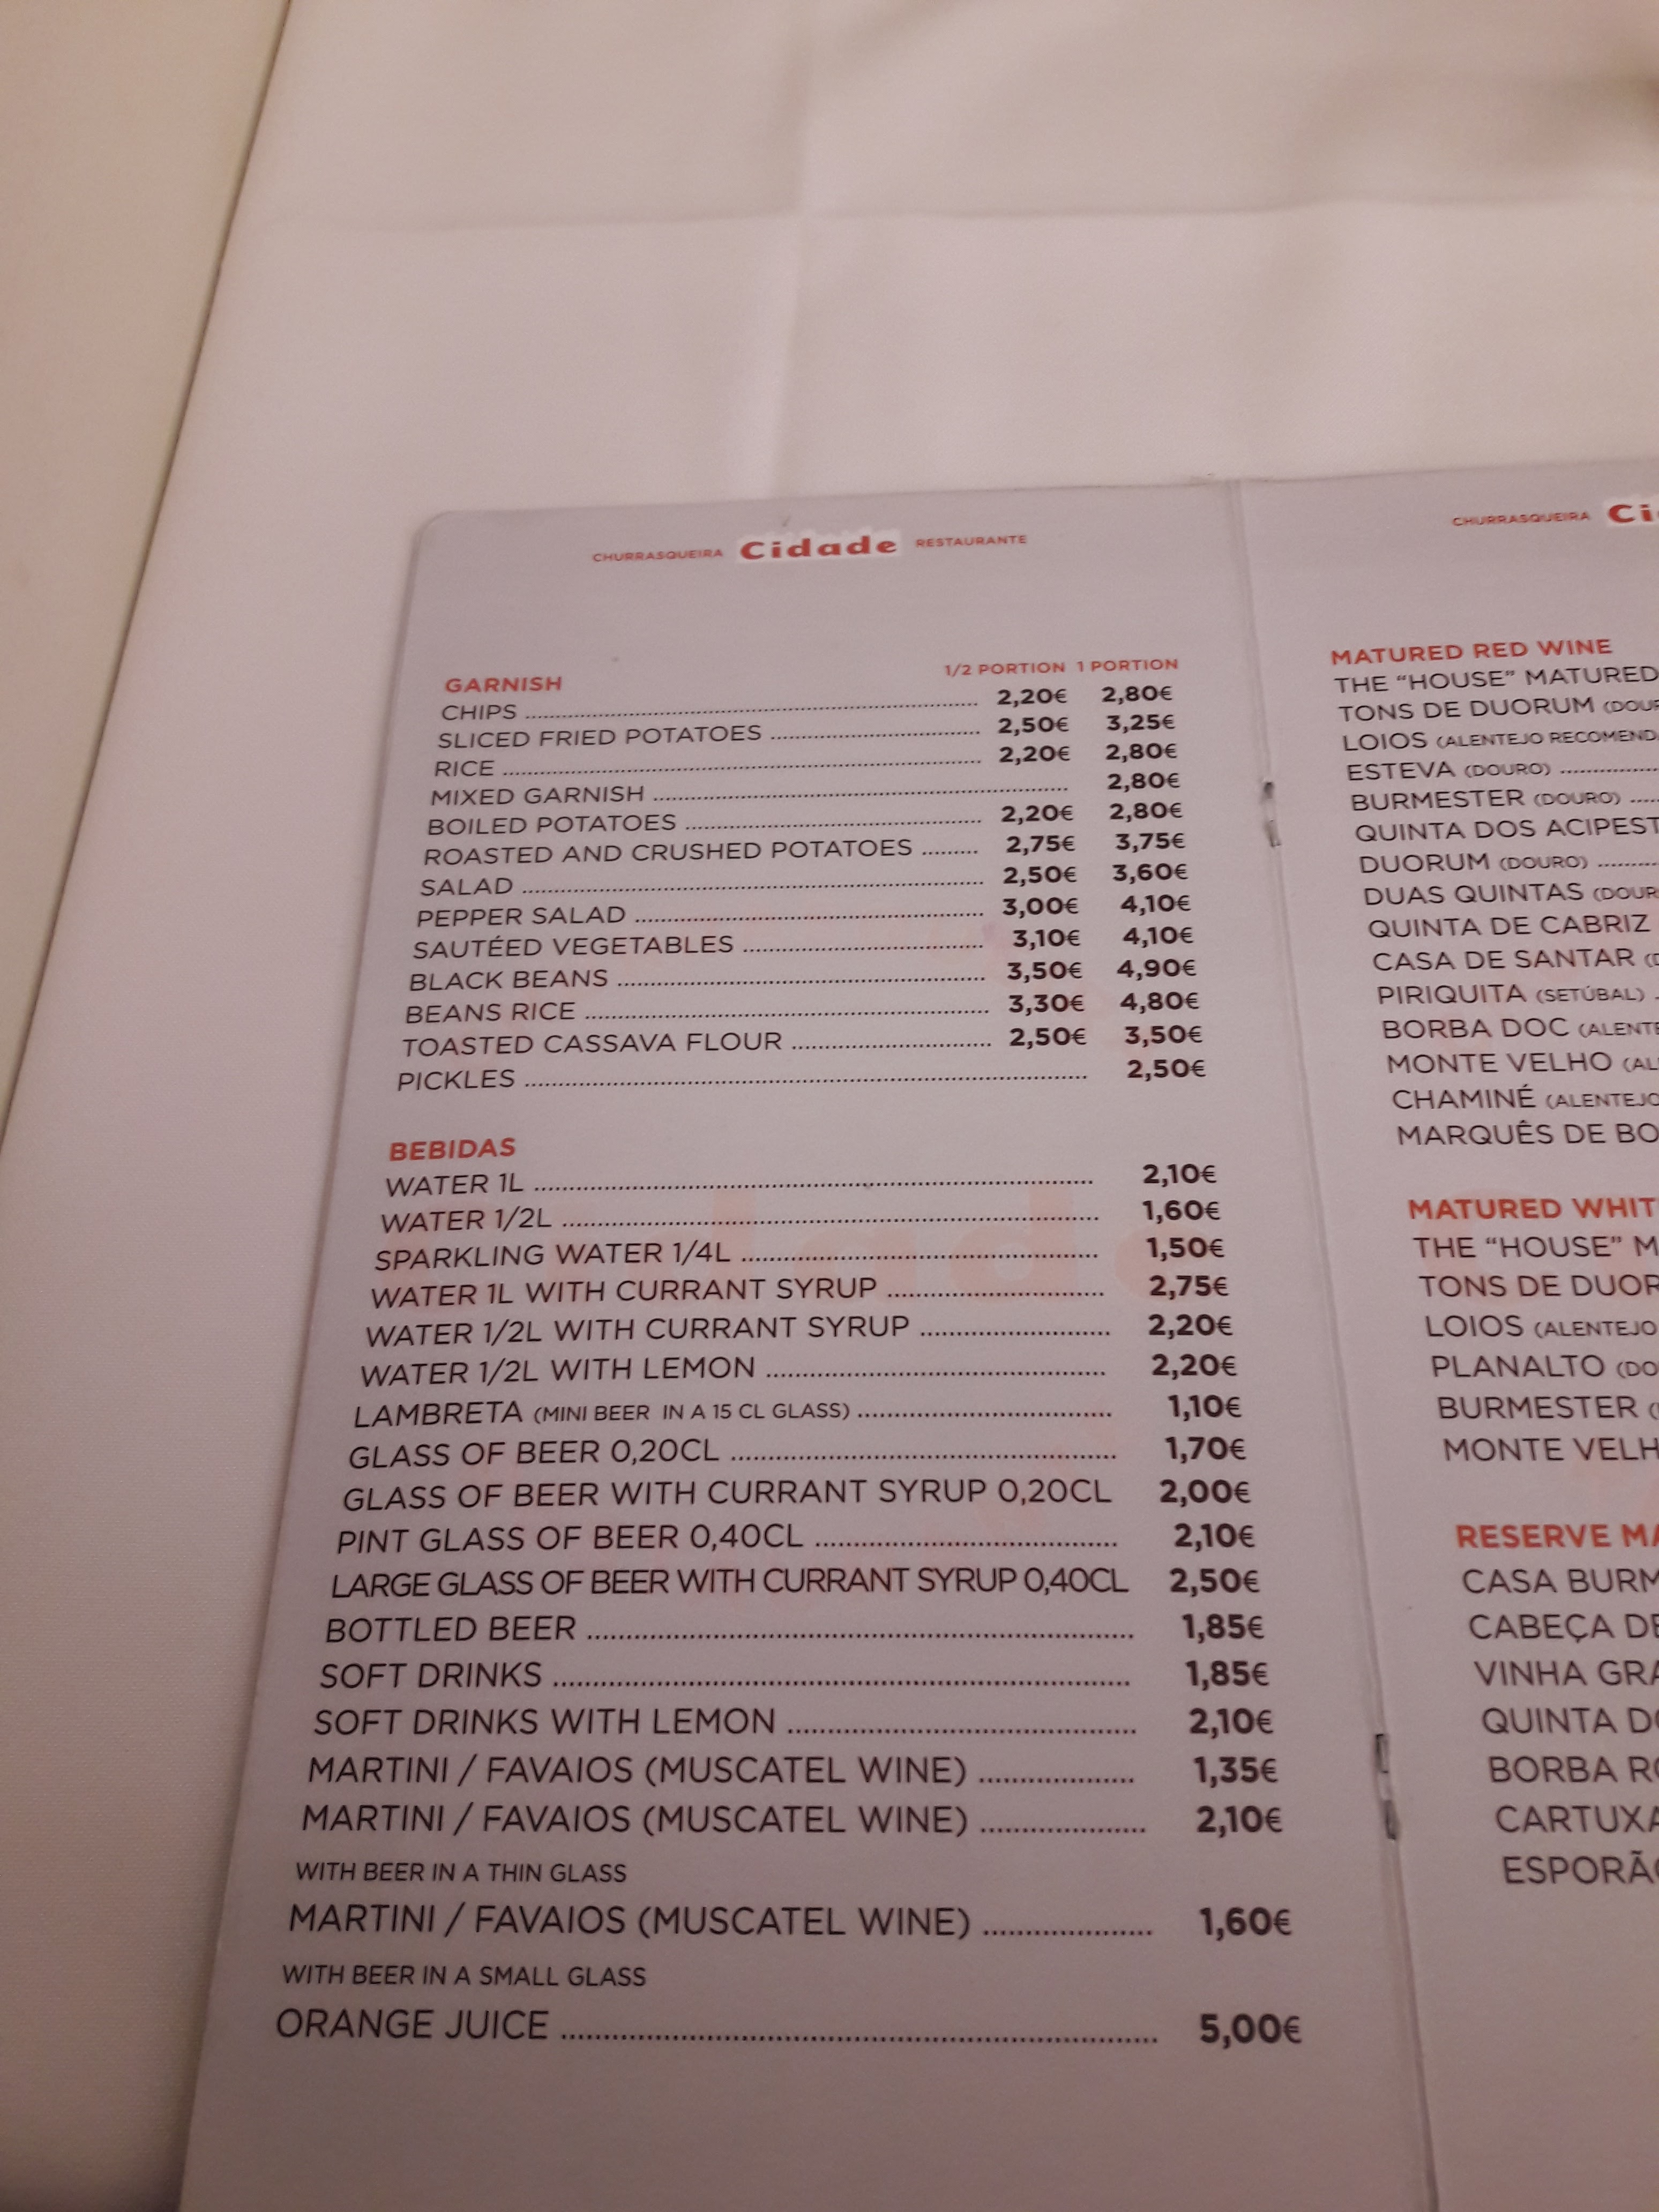 CHURRASQUEIRA Cidade RESTAURANTE
GARNISH 1/2 PORTION 1 PORTION
CHIPS 2,20€ 2,80€
SLICED FRIED POTATOES 2,50€ 3,25€
RICE 2,20€ 2,80€
MIXED GARNISH 2,80€
BOILED POTATOES 2,20€ 2,80€
ROASTED AND CRUSHED POTATOES 2,75€ 3,75€
SALAD 2,50€ 3,60€
PEPPER SALAD 3,00€ 4,10€
SAUTÉED VEGETABLES 3,10€ 4,10€
BLACK BEANS 3,50€ 4,90€
BEANS RICE 3,30€ 4,80€
TOASTED CASSAVA FLOUR 2,50€ 3,50€
PICKLES 2,50€
BEBIDAS
WATER 1L 2,10€
WATER 1/2L 1,60€
SPARKLING WATER 1/4L 1,50€
WATER 1L WITH CURRANT SYRUP 2,75€
WATER 1/2L WITH CURRANT SYRUP 2,20€
WATER 1/2L WITH LEMON 2,20€
LAMBRETA (MINI BEER IN A 15 CL GLASS) 1,10€
GLASS OF BEER 0,20CL 1,70€
GLASS OF BEER WITH CURRANT SYRUP 0,20CL 2,00€
PINT GLASS OF BEER 0,40CL 2,10€
LARGE GLASS OF BEER WITH CURRANT SYRUP 0,40CL 2,50€
BOTTLED BEER 1,85€
SOFT DRINKS 1,85€
SOFT DRINKS WITH LEMON 2,10€
MARTINI / FAVAIOS (MUSCATEL WINE) 1,35€
MARTINI / FAVAIOS (MUSCATEL WINE) 2,10€
WITH BEER IN A THIN GLASS
MARTINI / FAVAIOS (MUSCATEL WINE) 1,60€
WITH BEER IN A SMALL GLASS
ORANGE JUICE 5,00€
CHURRASQUEIRA
MATURED RED WINE
THE "HOUSE" MATURED
TONS DE DUORUM
LOIOS (ALENTEJO
ESTEVA (DOURO)
BURMESTER (DOURO)
QUINTA DOS
DUORUM (DOURO)
DUAS QUINTAS
QUINTA DE CABRIZ
CASA DE SANTAR
PIRIQUITA (SETÚBAL)
BORBA DOC
MONTE VELHO
CHAMINÉ (ALENTEJO
MARQUÊS DE
MATURED
THE "HOUSE"
TONS DE
LOIOS (ALENTEJO
PLANALTO
BURMESTER
MONTE
RESERVE
CASA
CABEÇA
VINHA
QUINTA
BORBA